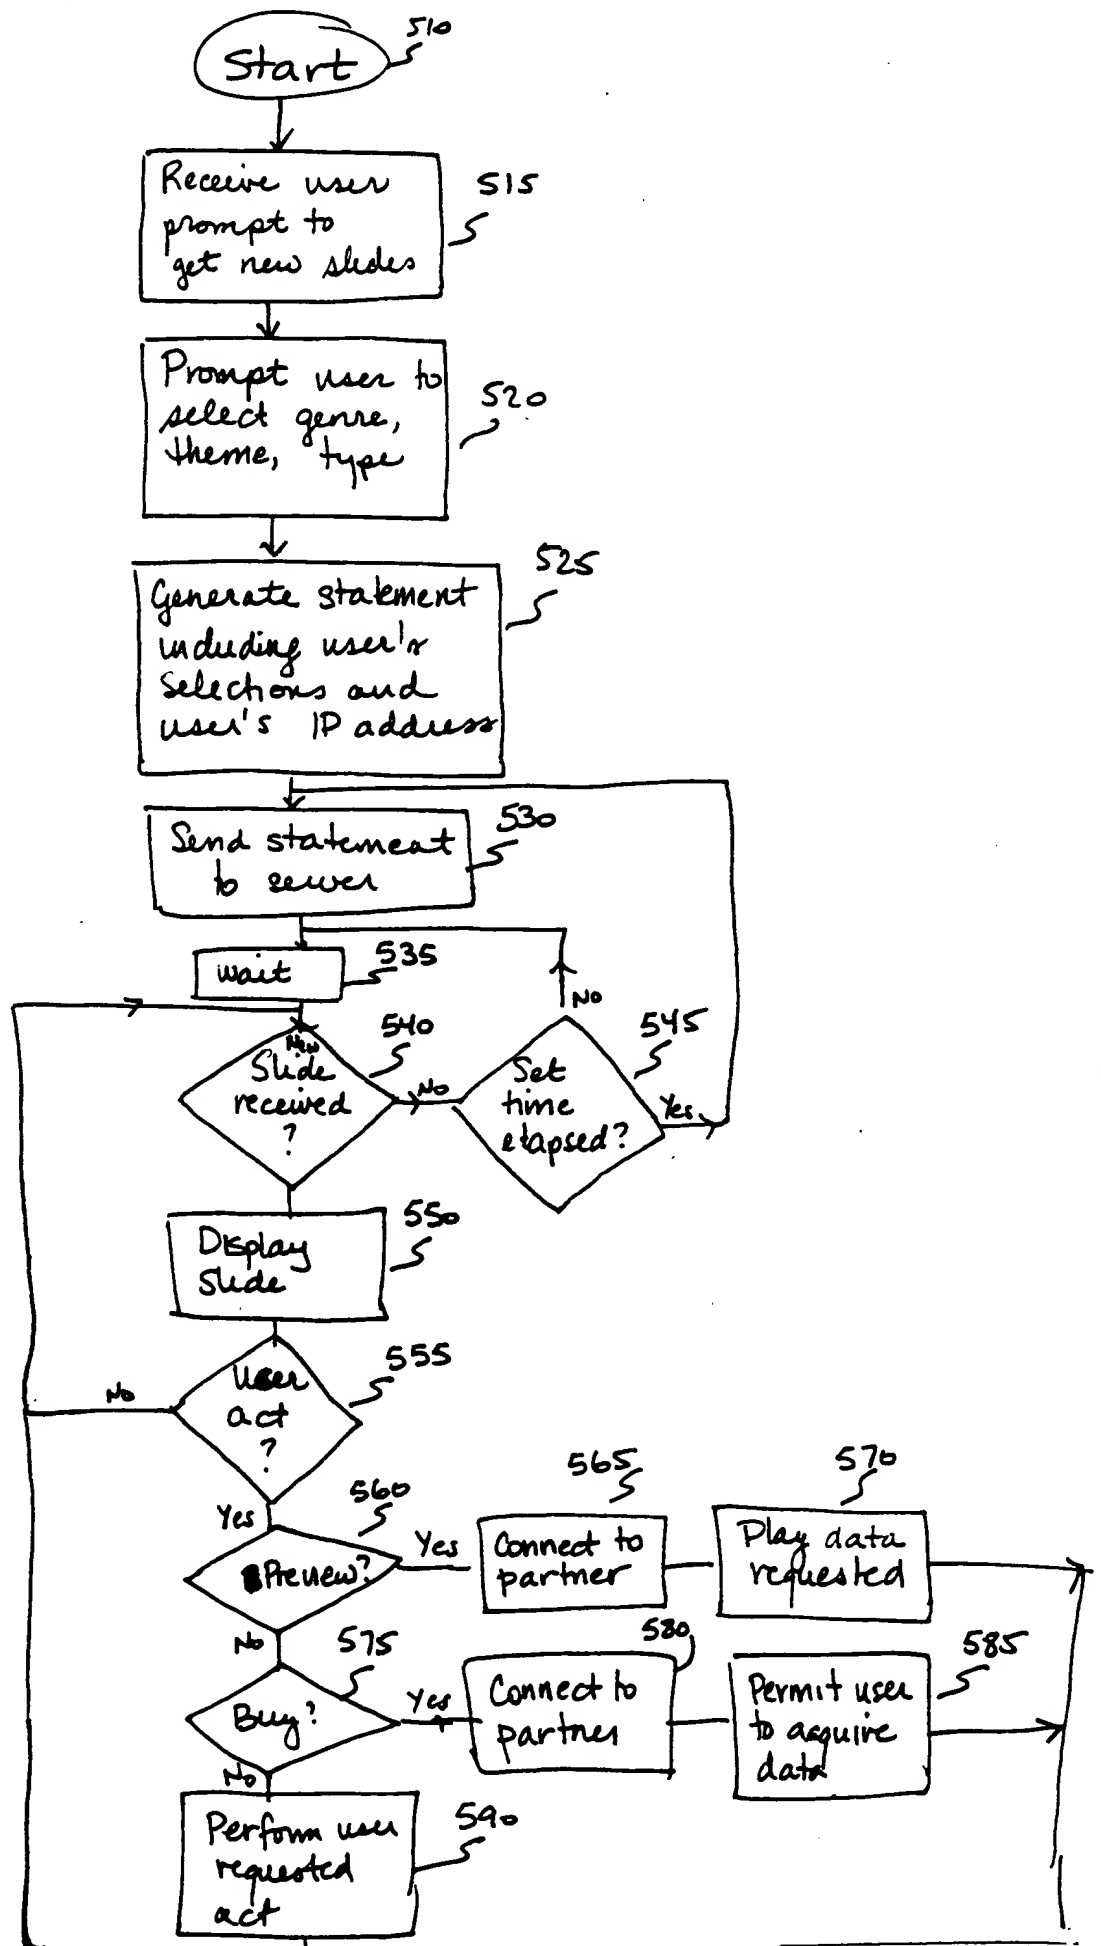 Start
510
Receive user
prompt to
get new slides
515
Prompt user to
select genre,
theme, type
520
Generate statement
including user's
selections and
user's IP address
525
Send statement
to server
530
wait
535
New
Slide
received
?
540
No
Set
time
elapsed?
545
No
Yes
Display
slide
550
User
act
?
555
No
Yes
Preview?
560
Yes
Connect to
partner
565
Play data
requested
570
No
Buy?
575
Yes
Connect to
partner
580
Permit user
to acquire
data
585
No
Perform user
requested
act
590